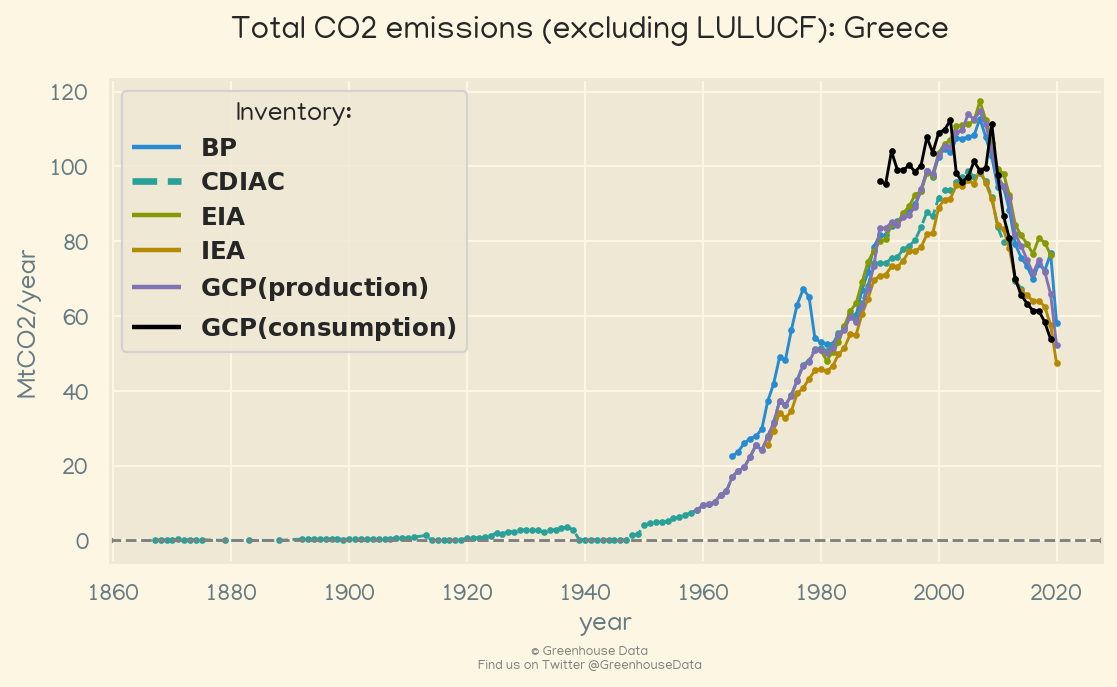 Total CO2 emissions (excluding LULUCF): Greece
120
100
80
60
40
20
0
MtCO2/year
Inventory:
BP
CDIAC
EIA
IEA
GCP(production)
GCP(consumption)
1860 1880 1900 1920 1940 1960 1980 2000 2020
year
© Greenhouse Data
Find us on Twitter @GreenhouseData